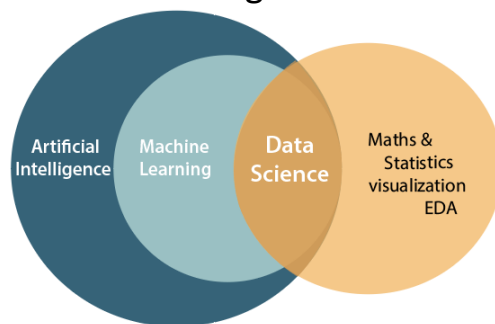 Artificial
Intelligence
Machine
Learning
Data
Science
Maths &
Statistics
visualization
EDA